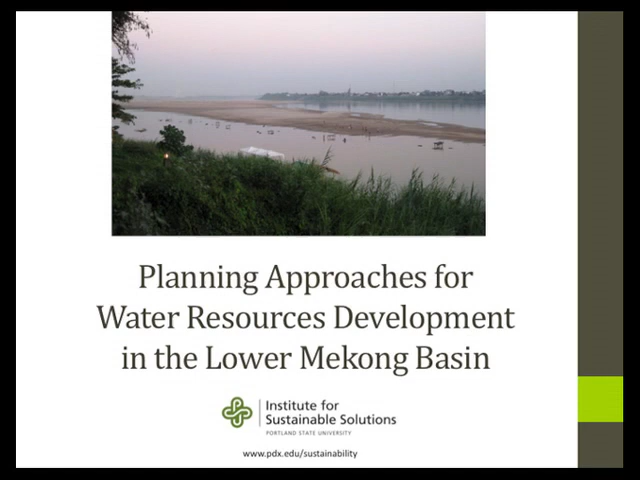 Planning Approaches for
Water Resources Development
in the Lower Mekong Basin
Institute for
Sustainable Solutions
PORTLAND STATE UNIVERSITY
www.pdx.edu/sustainability